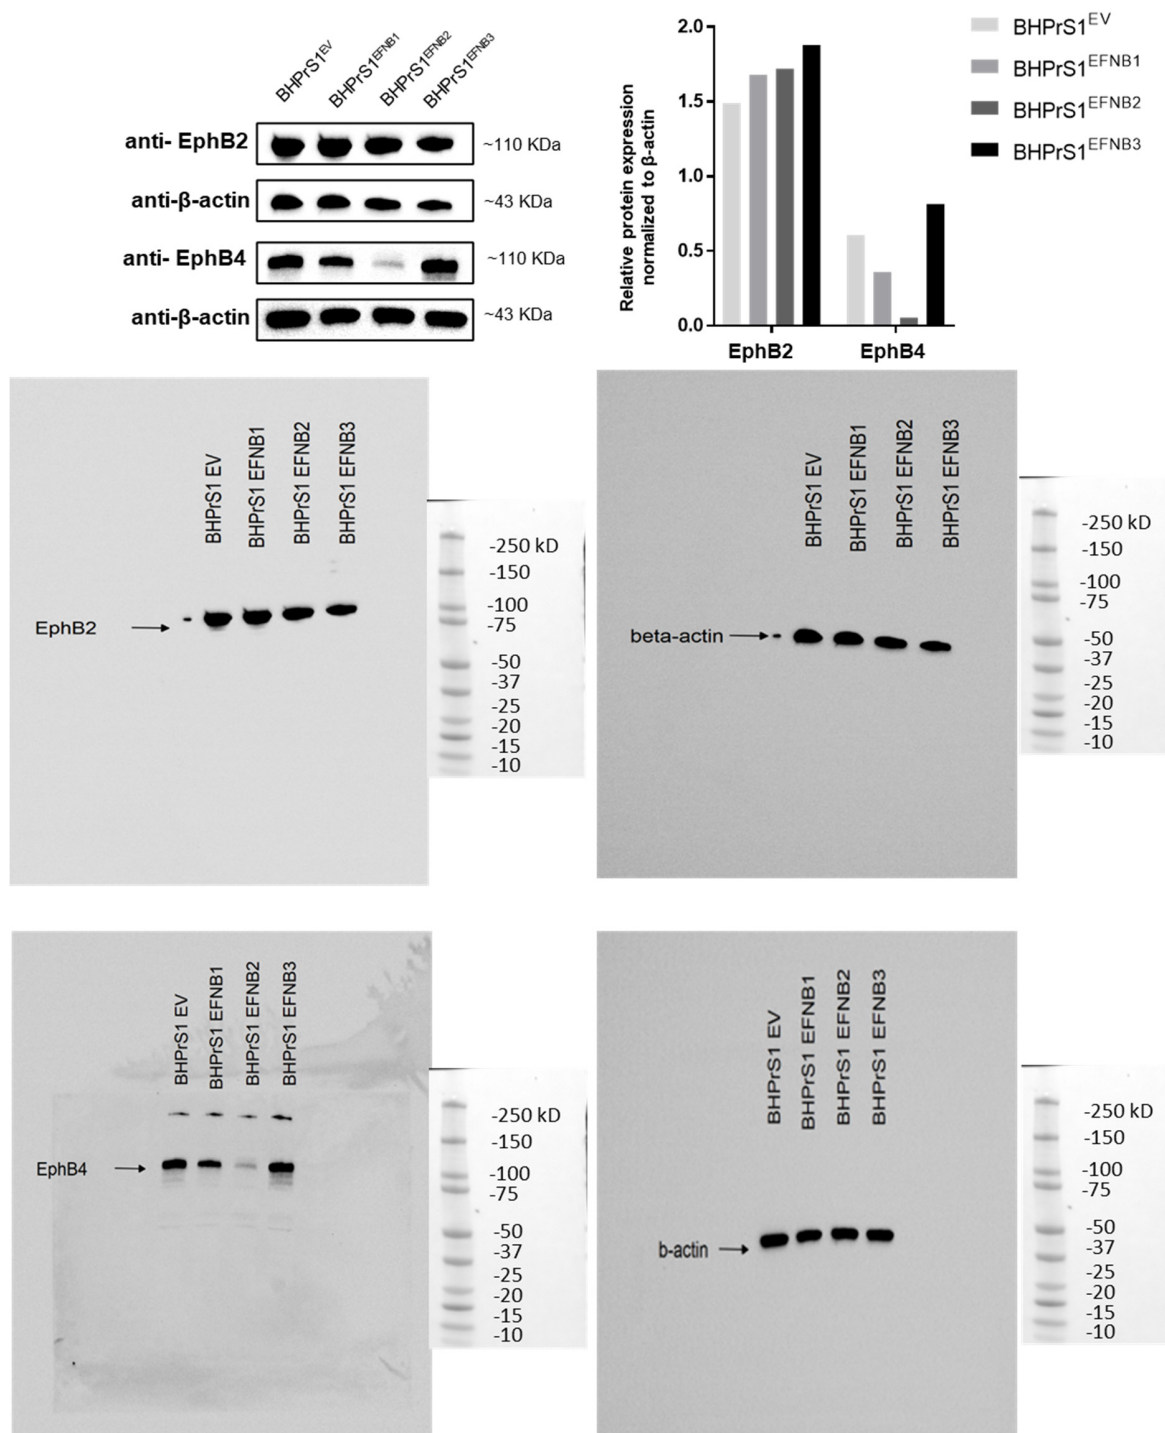 BHPrS1EV
BHPrS1EFNB1
BHPrS1EFNB2
BHPrS1EFNB3
anti- EphB2
~110 KDa
anti-β-actin
~43 KDa
anti- EphB4
~110 KDa
anti-β-actin
~43 KDa
Relative protein expression
normalized to β-actin
2.0
1.5
1.0
0.5
0.0
EphB2
EphB4
BHPrS1EV
BHPrS1EFNB1
BHPrS1EFNB2
BHPrS1EFNB3
BHPrS1 EV
BHPrS1 EFNB1
BHPrS1 EFNB2
BHPrS1 EFNB3
EphB2
-250 kD
-150
-100
-75
-50
-37
-25
-20
-15
-10
BHPrS1 EV
BHPrS1 EFNB1
BHPrS1 EFNB2
BHPrS1 EFNB3
beta-actin
-250 kD
-150
-100
-75
-50
-37
-25
-20
-15
-10
BHPrS1 EV
BHPrS1 EFNB1
BHPrS1 EFNB2
BHPrS1 EFNB3
EphB4
-250 kD
-150
-100
-75
-50
-37
-25
-20
-15
-10
BHPrS1 EV
BHPrS1 EFNB1
BHPrS1 EFNB2
BHPrS1 EFNB3
b-actin
-250 kD
-150
-100
-75
-50
-37
-25
-20
-15
-10